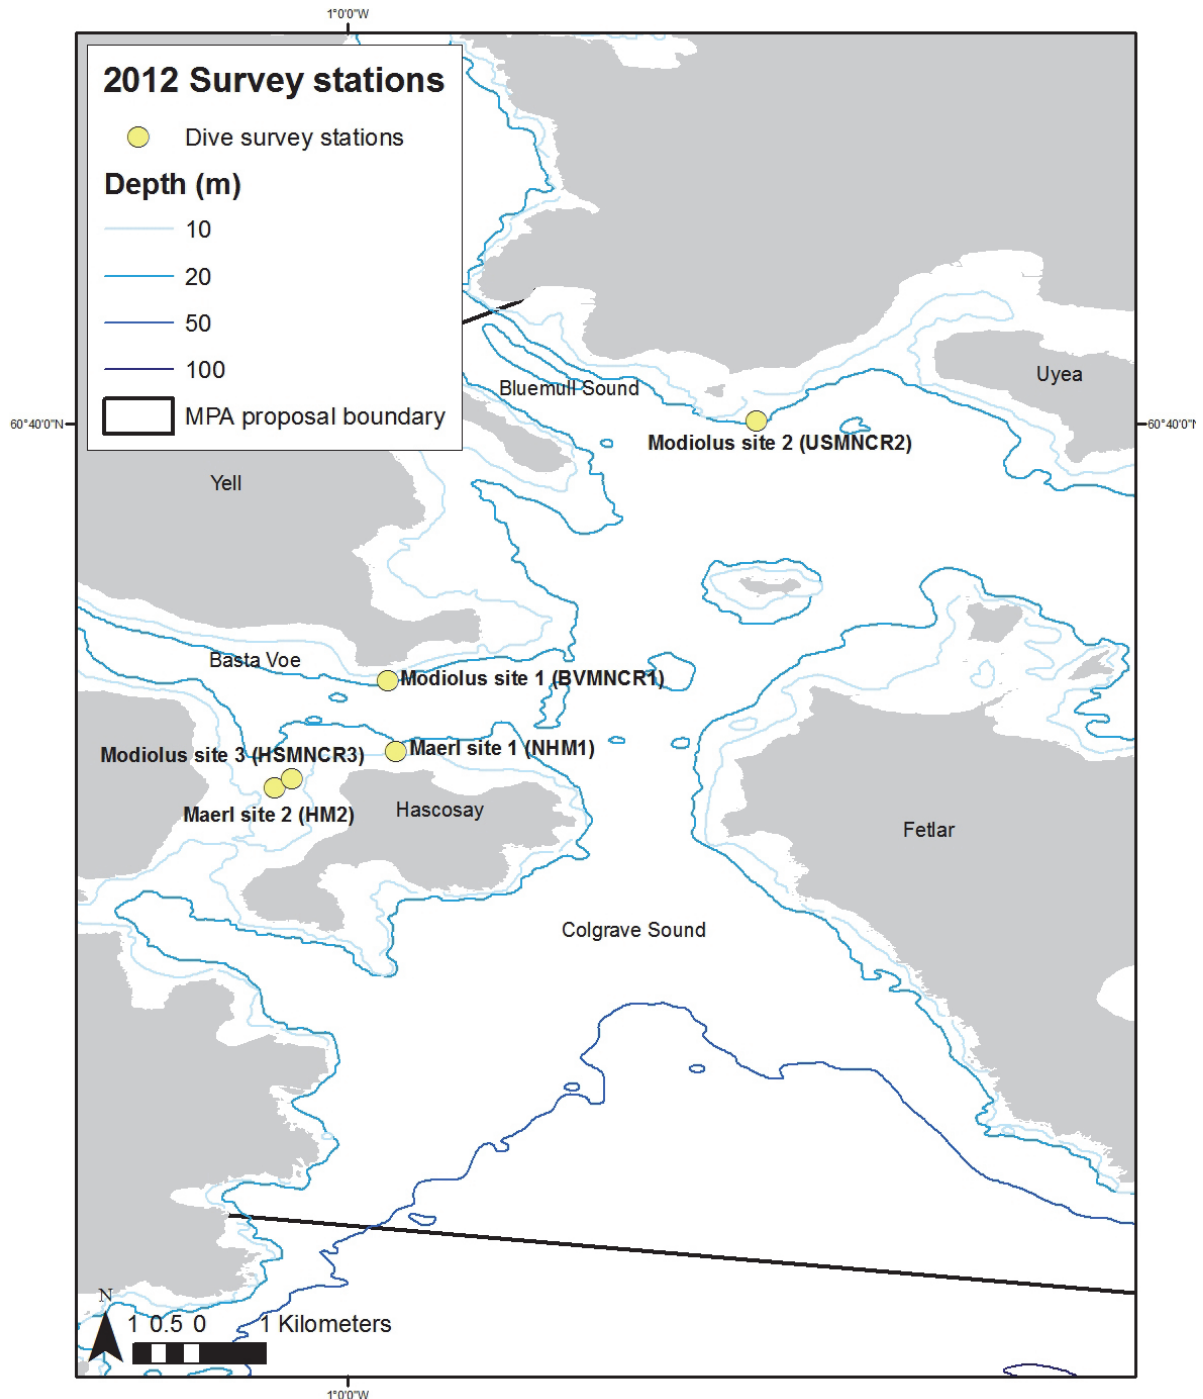 1°0'0"W
2012 Survey stations
Dive survey stations
Depth (m)
10
20
50
100
MPA proposal boundary
Uyea
Bluemull Sound
60°40'0"N
60°40'0"N
Modiolus site 2 (USMNCR2)
Yell
Basta Voe
Modiolus site 1 (BVMNCR1)
Maerl site 1 (NHM1)
Modiolus site 3 (HSMNCR3)
Hascosay
Maerl site 2 (HM2)
Fetlar
Colgrave Sound
N
1 0.5 0 1 Kilometers
1°0'0"W